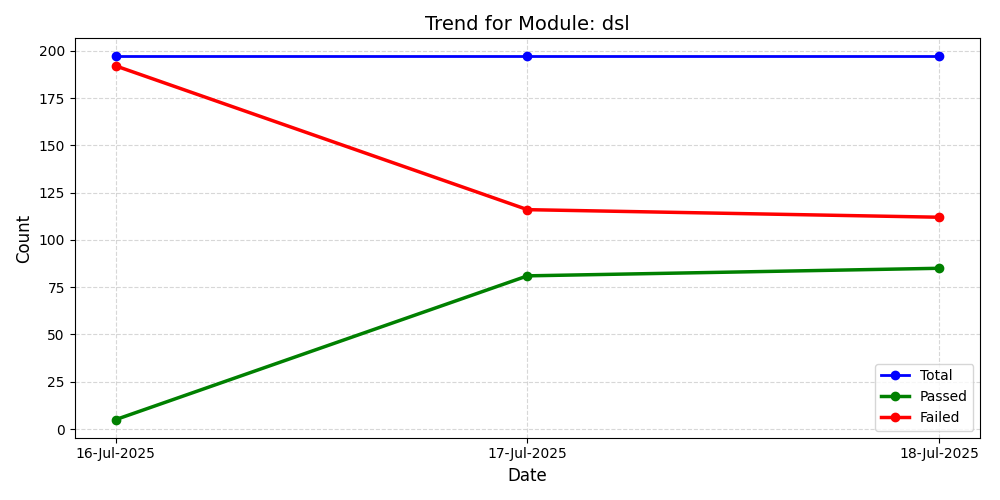 Trend for Module: dsl
200
175
150
125
100
75
50
25
0
Count
16-Jul-2025
17-Jul-2025
18-Jul-2025
Date
Total
Passed
Failed